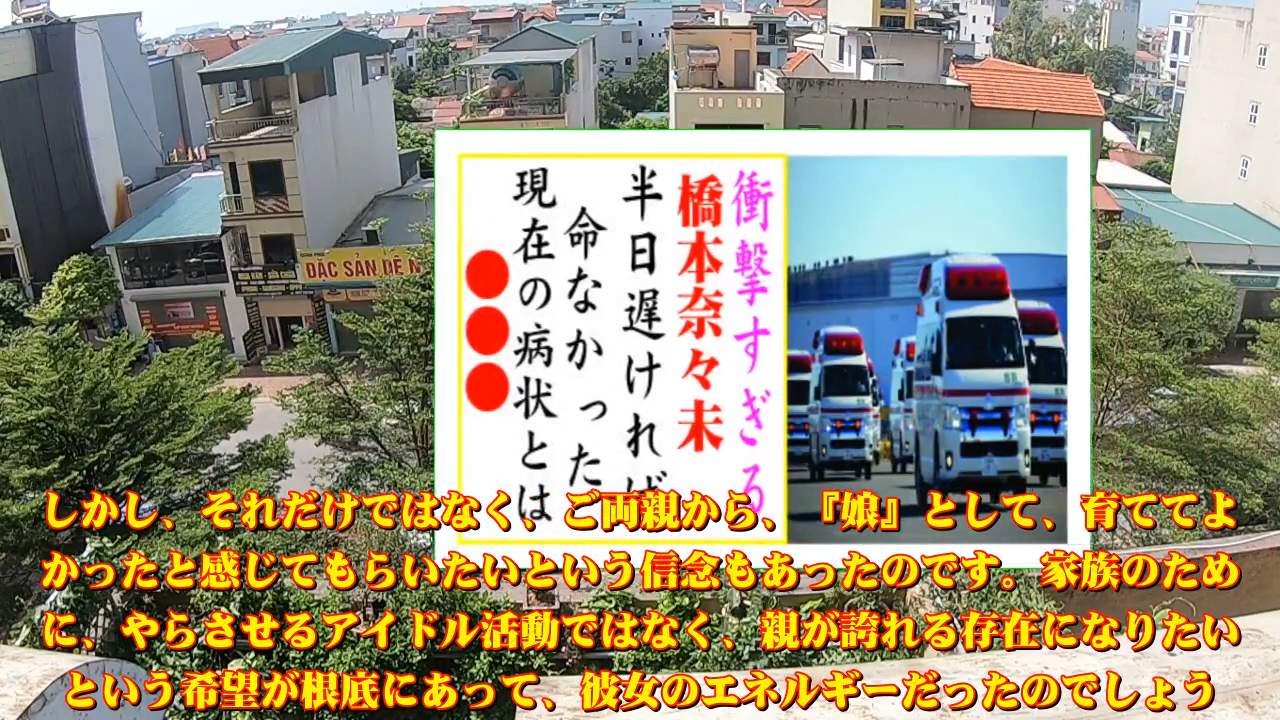 衝撃すぎる
橋本奈々未
半日遅ければ
命なかった
現在の病状とは
●●●
DAC SẢN DÊ N
しかし、それだけではなく、ご両親から、『娘』として、育ててよ
かったと感じてもらいたいという信念もあったのです。家族のため
に、やらさせるアイドル活動ではなく、親が誇れる存在になりたい
という希望が根底にあって、彼女のエネルギーだったのでしょう